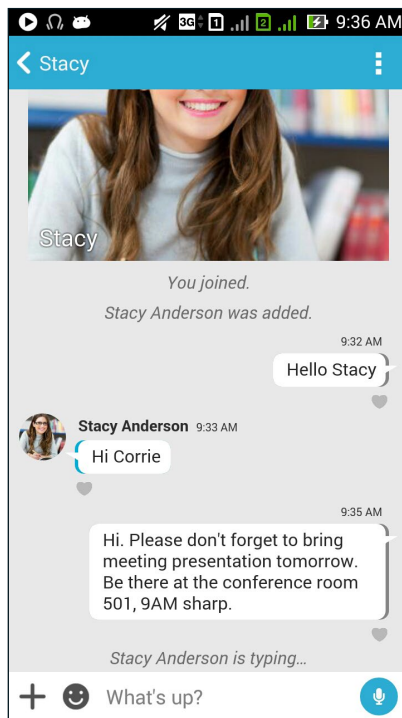 3G 1 2 9:36 AM
Stacy
Stacy
You joined.
Stacy Anderson was added.
9:32 AM
Hello Stacy
Stacy Anderson 9:33 AM
Hi Corrie
9:35 AM
Hi. Please don't forget to bring
meeting presentation tomorrow.
Be there at the conference room
501, 9AM sharp.
Stacy Anderson is typing...
What's up?